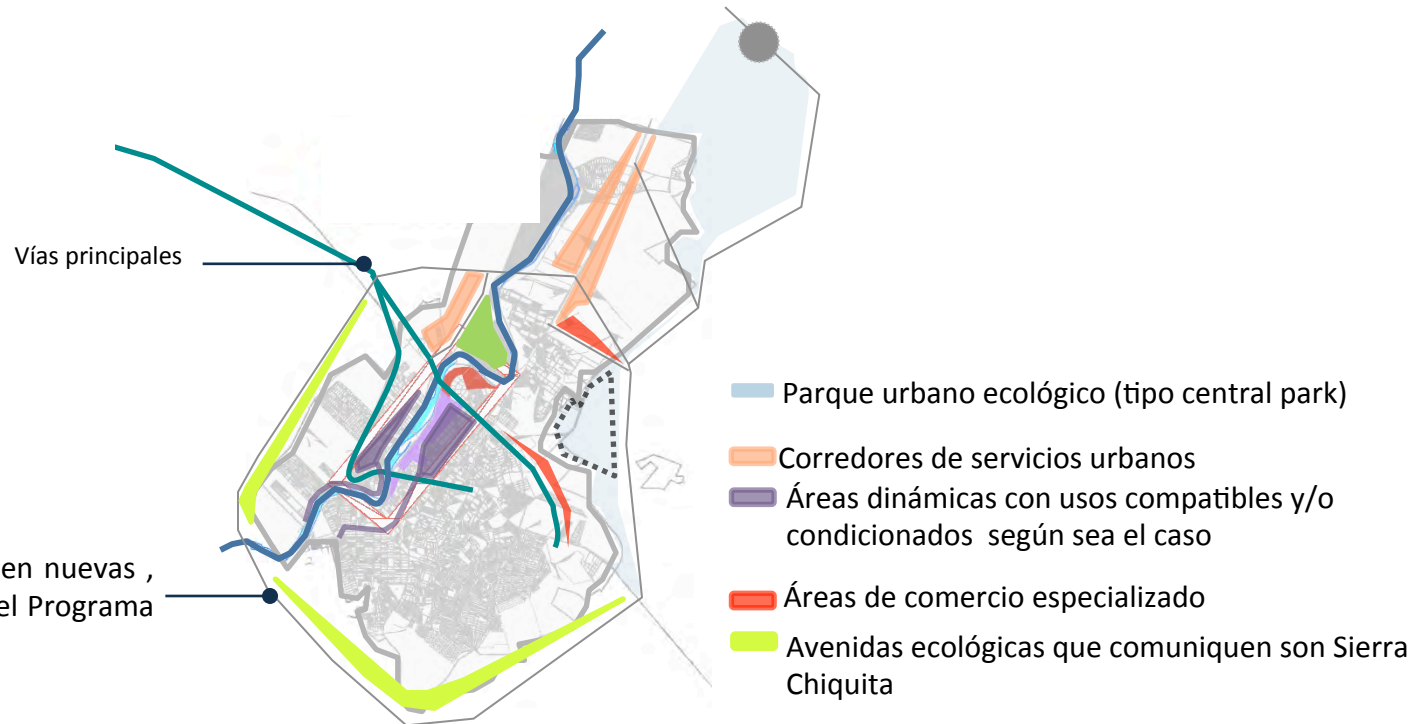 Vías principales
en nuevas ,
el Programa
Parque urbano ecológico (tipo central park)
Corredores de servicios urbanos
Áreas dinámicas con usos compatibles y/o
condicionados según sea el caso
Áreas de comercio especializado
Avenidas ecológicas que comuniquen son Sierra
Chiquita